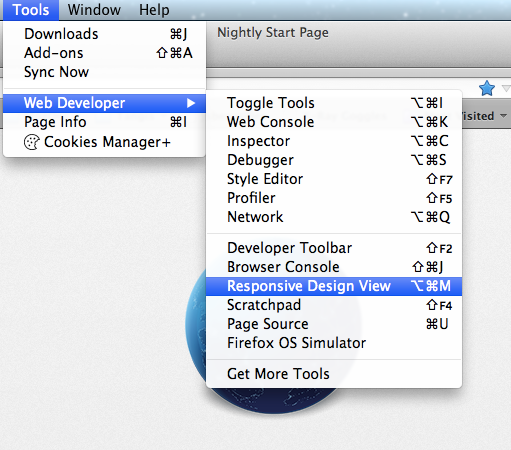 Tools Window Help
Nightly Start Page
Downloads ⌘J
Add-ons ⇧⌘A
Sync Now
Web Developer ▶
Page Info ⌘I
Cookies Manager+
Visited
Toggle Tools ⌥⌘I
Web Console ⌥⌘K
Inspector ⌥⌘C
Debugger ⌥⌘S
Style Editor ⇧F7
Profiler ⇧F5
Network ⌥⌘Q
Developer Toolbar ⇧F2
Browser Console ⇧⌘J
Responsive Design View ⌥⌘M
Scratchpad ⇧F4
Page Source ⌘U
Firefox OS Simulator
Get More Tools